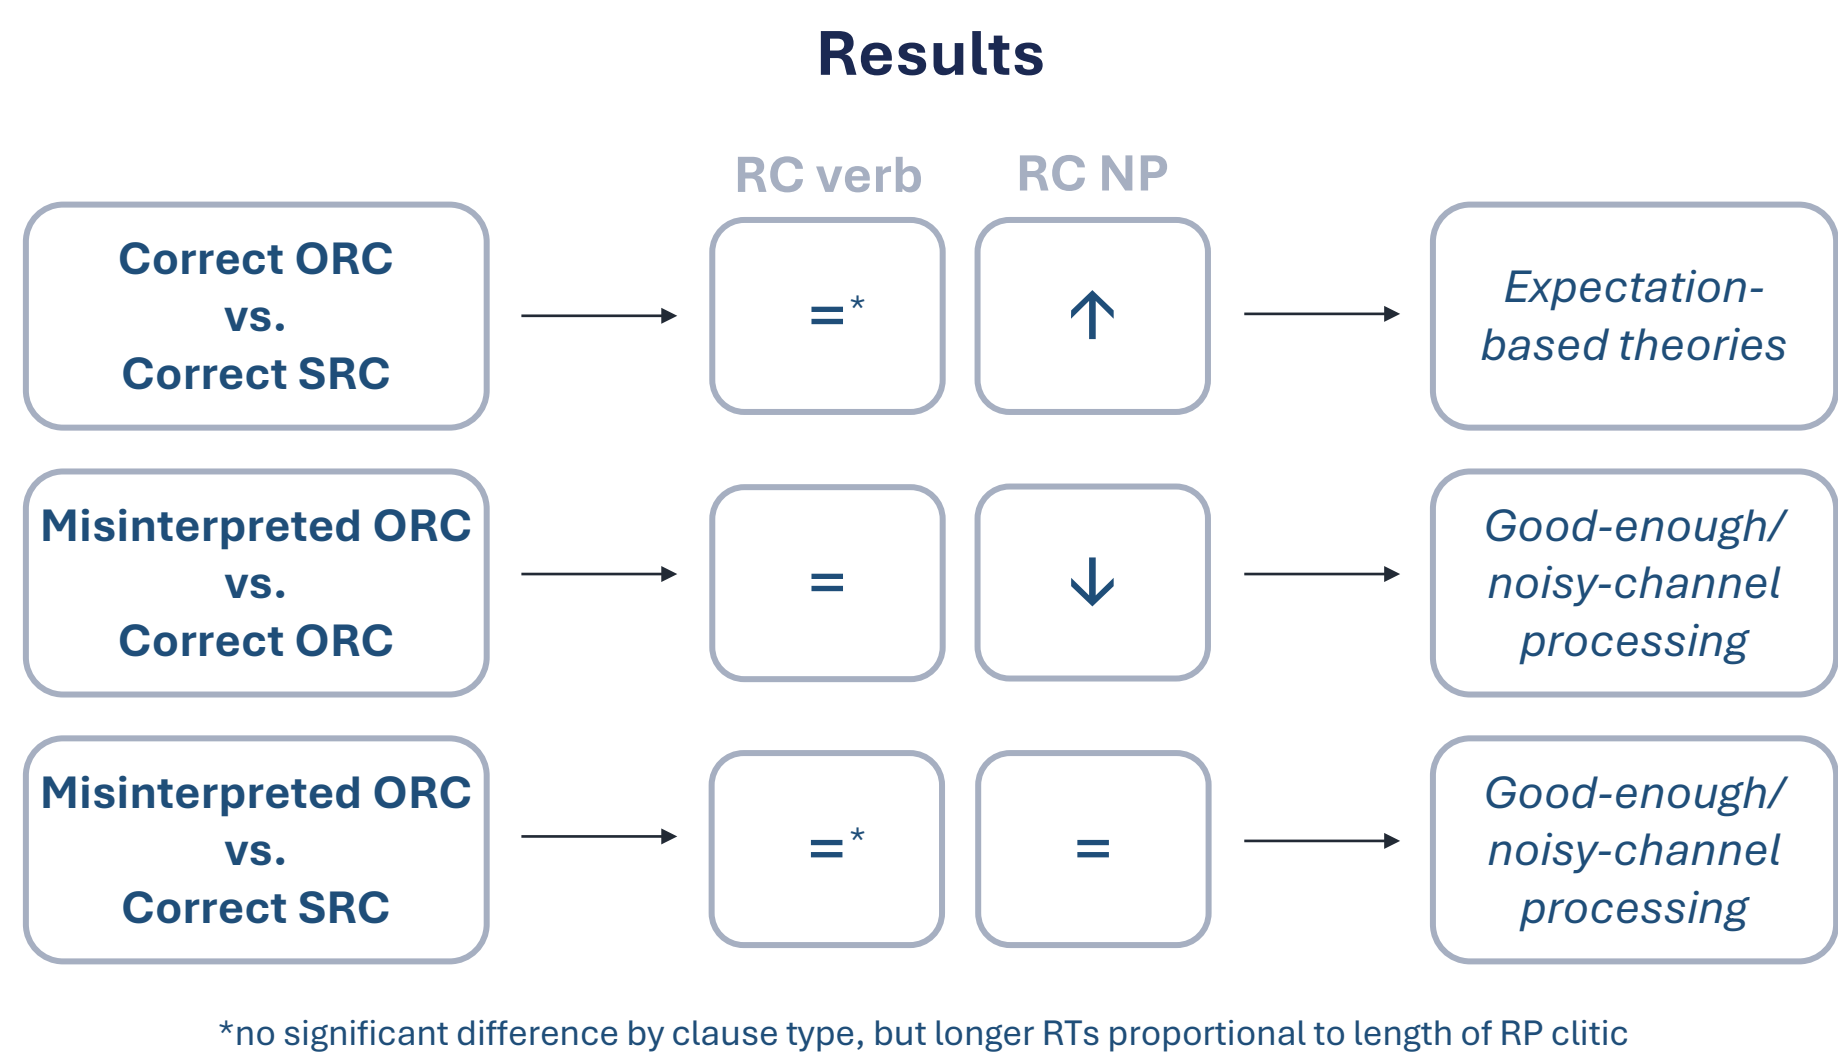 Results
RC verb
RC NP
Correct ORC
vs.
Correct SRC
=*
↑
Expectation-
based theories
Misinterpreted ORC
vs.
Correct ORC
=
↓
Good-enough/
noisy-channel
processing
Misinterpreted ORC
vs.
Correct SRC
=*
=
Good-enough/
noisy-channel
processing
*no significant difference by clause type, but longer RTs proportional to length of RP clitic